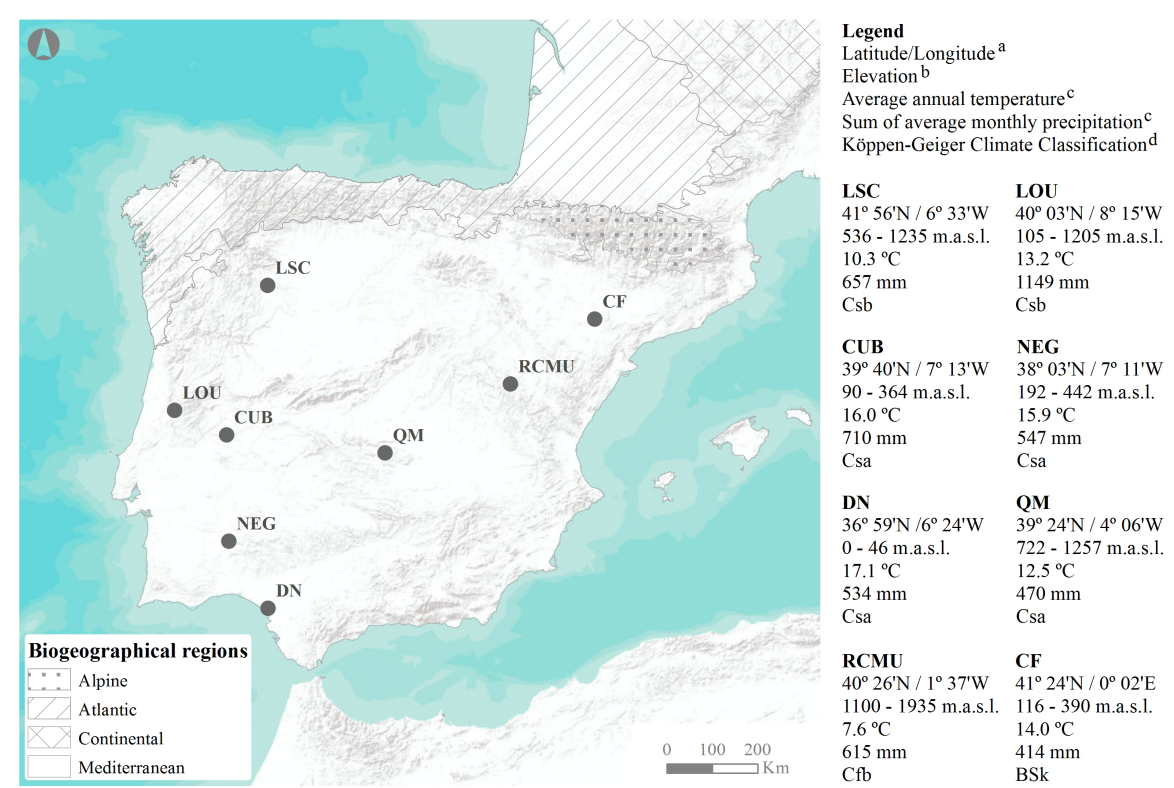 LSC
CF
RCMU
LOU
CUB
QM
NEG
DN
Biogeographical regions
Alpine
Atlantic
Continental
Mediterranean
0 100 200
Km
Legend
Latitude/Longitude a
Elevation b
Average annual temperature c
Sum of average monthly precipitation c
Köppen-Geiger Climate Classification d
LSC
41º 56'N / 6º 33'W
536 - 1235 m.a.s.l.
10.3 ºC
657 mm
Csb
LOU
40º 03'N / 8º 15'W
105 - 1205 m.a.s.l.
13.2 ºC
1149 mm
Csb
CUB
39º 40'N / 7º 13'W
90 - 364 m.a.s.l.
16.0 ºC
710 mm
Csa
NEG
38º 03'N / 7º 11'W
192 - 442 m.a.s.l.
15.9 ºC
547 mm
Csa
DN
36º 59'N /6º 24'W
0 - 46 m.a.s.l.
17.1 ºC
534 mm
Csa
QM
39º 24'N / 4º 06'W
722 - 1257 m.a.s.l.
12.5 ºC
470 mm
Csa
RCMU
40º 26'N / 1º 37'W
1100 - 1935 m.a.s.l.
7.6 ºC
615 mm
Cfb
CF
41º 24'N / 0º 02'E
116 - 390 m.a.s.l.
14.0 ºC
414 mm
BSk